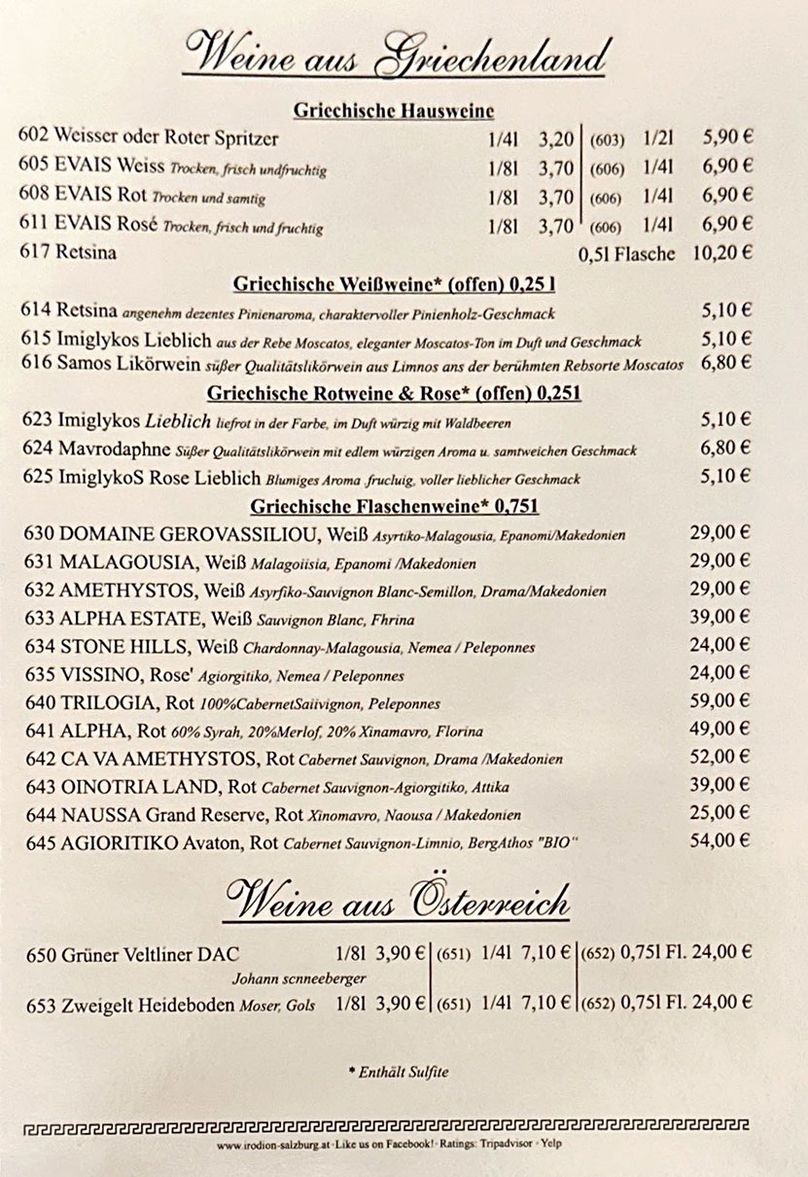 Weine aus Griechenland
Griechische Hausweine
602 Weisser oder Roter Spritzer 1/4l 3,20 (603) 1/2l 5,90 €
605 EVAIS Weiss Trocken, frisch undfruchtig 1/8l 3,70 (606) 1/4l 6,90 €
608 EVAIS Rot Trocken und samtig 1/8l 3,70 (606) 1/4l 6,90 €
611 EVAIS Rosé Trocken, frisch und fruchtig 1/8l 3,70 (606) 1/4l 6,90 €
617 Retsina 0,5l Flasche 10,20 €
Griechische Weißweine* (offen) 0,25 l
614 Retsina angenehm dezentes Pinienaroma, charaktervoller Pinienholz-Geschmack 5,10 €
615 Imiglykos Lieblich aus der Rebe Moscatos, eleganter Moscatos-Ton im Duft und Geschmack 5,10 €
616 Samos Likörwein süßer Qualitätslikörwein aus Limnos ans der berühmten Rebsorte Moscatos 6,80 €
Griechische Rotweine & Rose* (offen) 0,25l
623 Imiglykos Lieblich liefrot in der Farbe, im Duft würzig mit Waldbeeren 5,10 €
624 Mavrodaphne Süßer Qualitätslikörwein mit edlem würzigen Aroma u. samtweichen Geschmack 6,80 €
625 ImiglykoS Rose Lieblich Blumiges Aroma ,frucluig, voller lieblicher Geschmack 5,10 €
Griechische Flaschenweine* 0,75l
630 DOMAINE GEROVASSILIOU, Weiß Asyrtiko-Malagousia, Epanomi/Makedonien 29,00 €
631 MALAGOUSIA, Weiß Malagoiisia, Epanomi /Makedonien 29,00 €
632 AMETHYSTOS, Weiß Asyrfiko-Sauvignon Blanc-Semillon, Drama/Makedonien 29,00 €
633 ALPHA ESTATE, Weiß Sauvignon Blanc, Fhrina 39,00 €
634 STONE HILLS, Weiß Chardonnay-Malagousia, Nemea / Peleponnes 24,00 €
635 VISSINO, Rose' Agiorgitiko, Nemea / Peleponnes 24,00 €
640 TRILOGIA, Rot 100%CabernetSaiivignon, Peleponnes 59,00 €
641 ALPHA, Rot 60% Syrah, 20%Merlof, 20% Xinamavro, Florina 49,00 €
642 CA VA AMETHYSTOS, Rot Cabernet Sauvignon, Drama /Makedonien 52,00 €
643 OINOTRIA LAND, Rot Cabernet Sauvignon-Agiorgitiko, Attika 39,00 €
644 NAUSSA Grand Reserve, Rot Xinomavro, Naousa / Makedonien 25,00 €
645 AGIORITIKO Avaton, Rot Cabernet Sauvignon-Limnio, BergAthos "BIO" 54,00 €
Weine aus Österreich
650 Grüner Veltliner DAC 1/8l 3,90 € (651) 1/4l 7,10 € (652) 0,75l Fl. 24,00 €
Johann scnneeberger
653 Zweigelt Heideboden Moser, Gols 1/8l 3,90 € (651) 1/4l 7,10 € (652) 0,75l Fl. 24,00 €
* Enthält Sulfite
www.irodion-salzburg.at · Like us on Facebook! · Ratings: Tripadvisor · Yelp